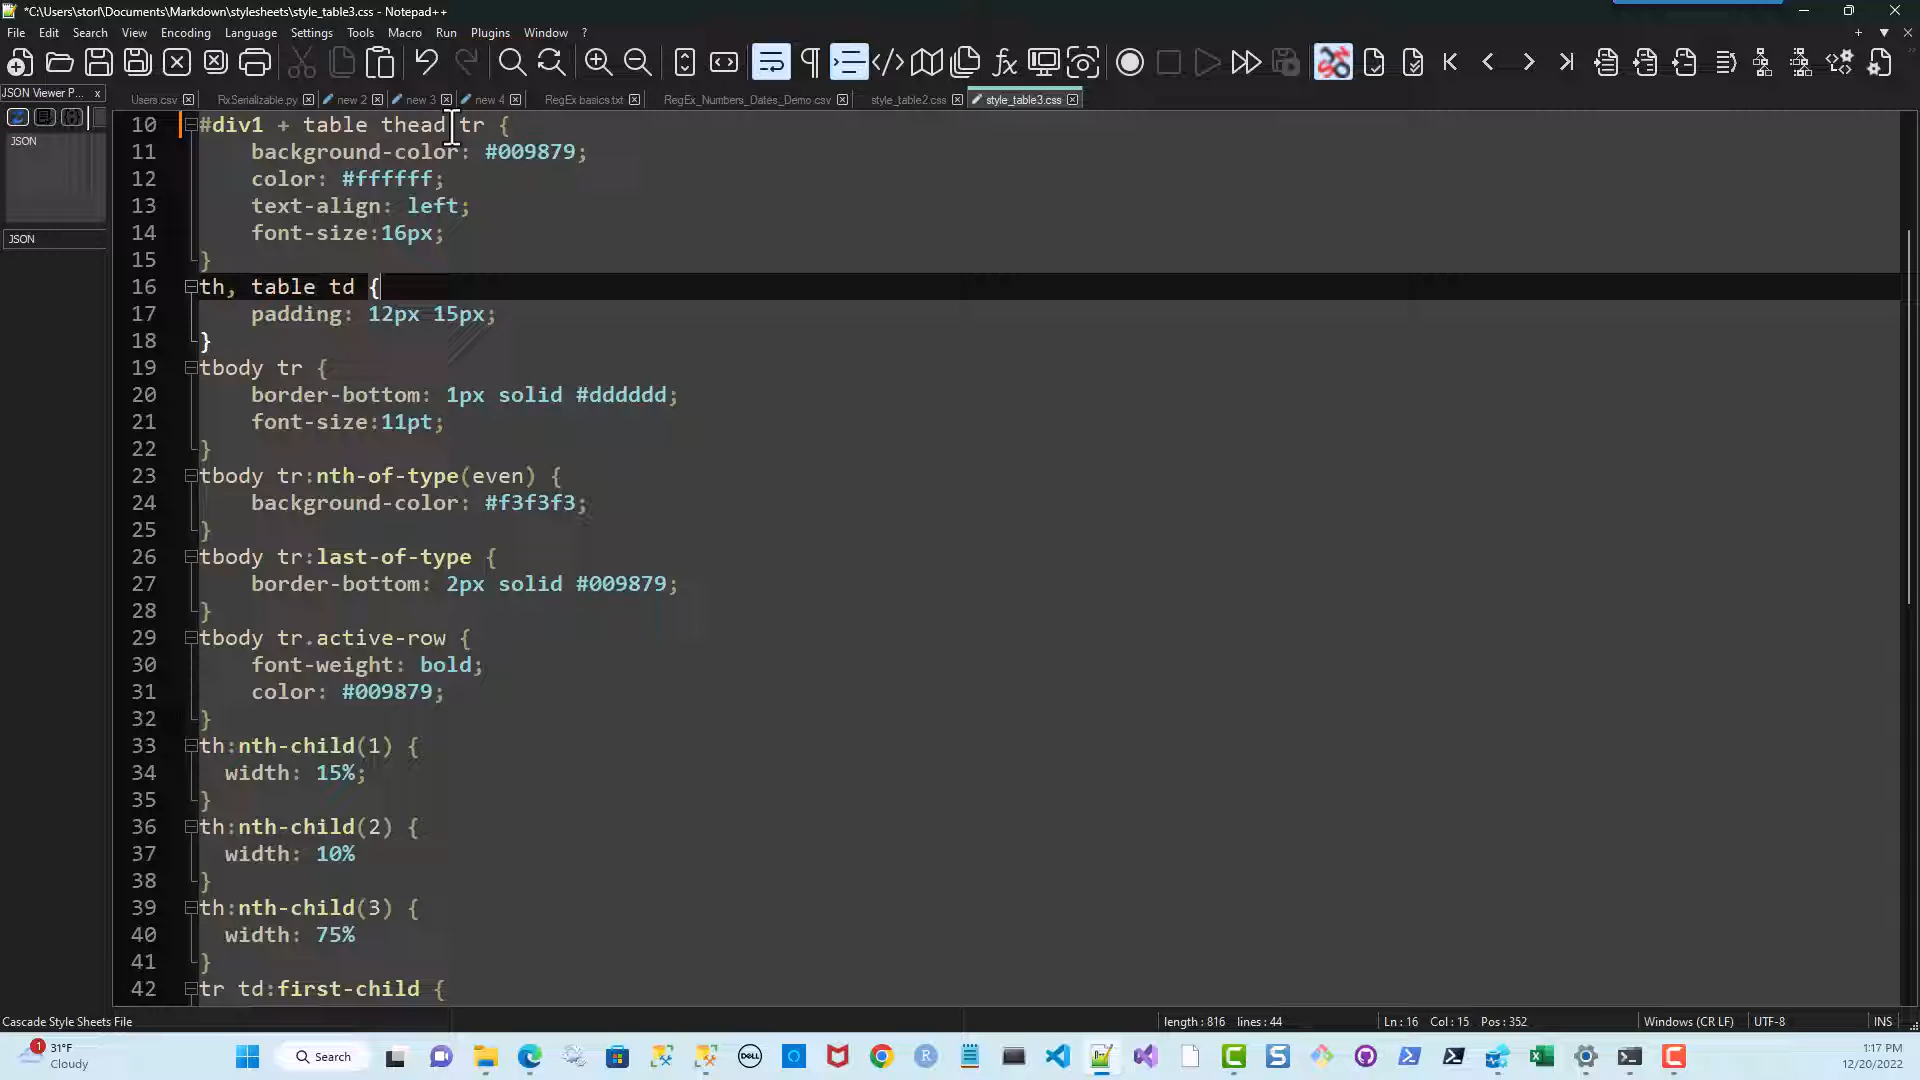 *C:\Users\storl\Documents\Markdown\stylesheets\style_table3.css - Notepad++
File Edit Search View Encoding Language Settings Tools Macro Run Plugins Window ?
JSON Viewer P... x
Users.csv RxSerializable.py new 2 new 3 new 4 RegEx basics.txt RegEx_Numbers_Dates_Demo.csv style_table2.css style_table3.css
JSON
JSON
10 #div1 + table thead tr {
11 background-color: #009879;
12 color: #ffffff;
13 text-align: left;
14 font-size:16px;
15 }
16 th, table td {
17 padding: 12px 15px;
18 }
19 tbody tr {
20 border-bottom: 1px solid #dddddd;
21 font-size:11pt;
22 }
23 tbody tr:nth-of-type(even) {
24 background-color: #f3f3f3;
25 }
26 tbody tr:last-of-type {
27 border-bottom: 2px solid #009879;
28 }
29 tbody tr.active-row {
30 font-weight: bold;
31 color: #009879;
32 }
33 th:nth-child(1) {
34 width: 15%;
35 }
36 th:nth-child(2) {
37 width: 10%
38 }
39 th:nth-child(3) {
40 width: 75%
41 }
42 tr td:first-child {
Cascade Style Sheets File length : 816 lines : 44 Ln : 16 Col : 15 Pos : 352 Windows (CR LF) UTF-8 INS
1 31°F
Cloudy
Search
DELL
1:17 PM
12/20/2022